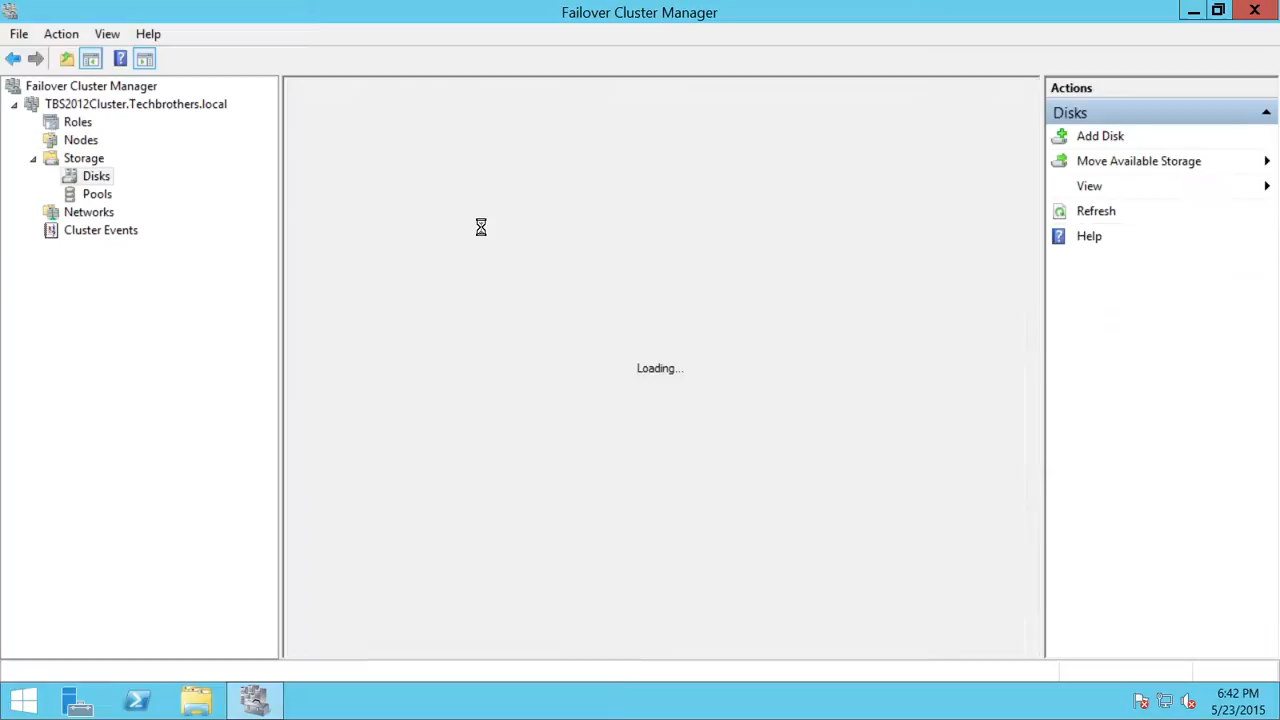 Failover Cluster Manager
File Action View Help
Failover Cluster Manager
TBS2012Cluster.Techbrothers.local
Roles
Nodes
Storage
Disks
Pools
Networks
Cluster Events
Loading...
Actions
Disks
Add Disk
Move Available Storage
View
Refresh
Help
6:42 PM
5/23/2015